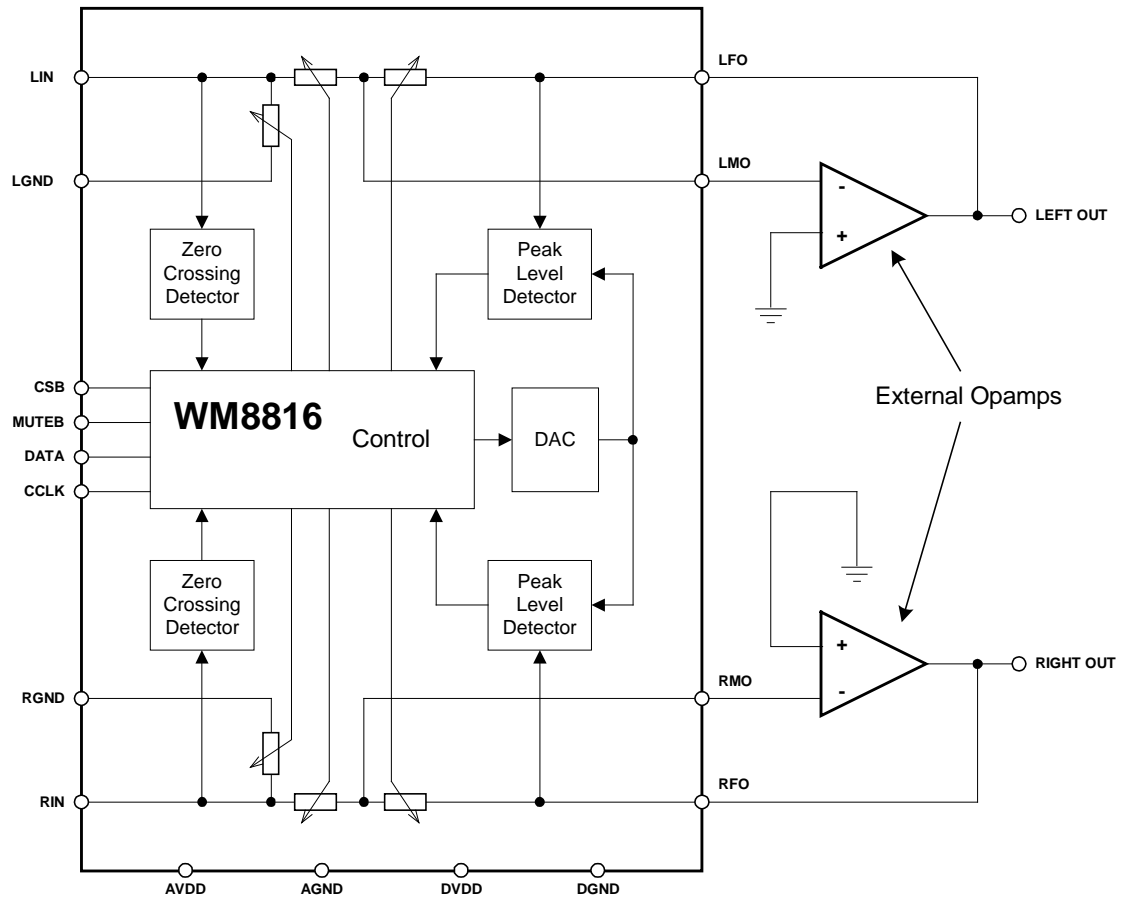 LIN
LFO
LGND
LMO
-
+
LEFT OUT
Zero
Crossing
Detector
Peak
Level
Detector
CSB
MUTEB
DATA
CCLK
WM8816
Control
DAC
External Opamps
Zero
Crossing
Detector
Peak
Level
Detector
+
-
RIGHT OUT
RGND
RMO
RIN
RFO
AVDD
AGND
DVDD
DGND